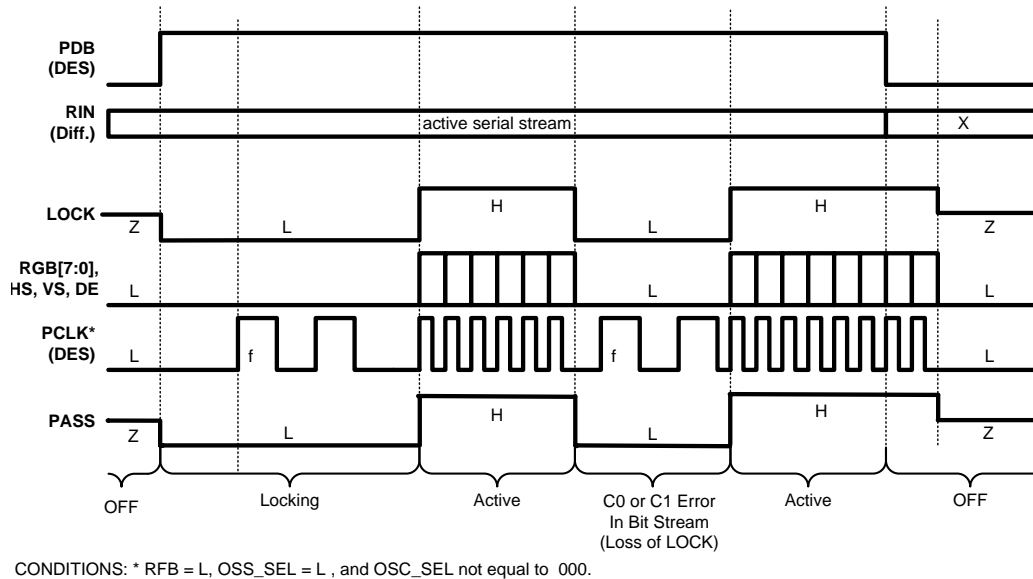 PDB
(DES)
RIN
(Diff.)
active serial stream
X
LOCK
Z
L
H
L
H
Z
RGB[7:0],
HS, VS, DE
L
L
L
PCLK*
(DES)
L
f
f
L
PASS
Z
L
H
L
H
Z
OFF
Locking
Active
C0 or C1 Error
In Bit Stream
(Loss of LOCK)
Active
OFF
CONDITIONS: * RFB = L, OSS_SEL = L , and OSC_SEL not equal to 000.